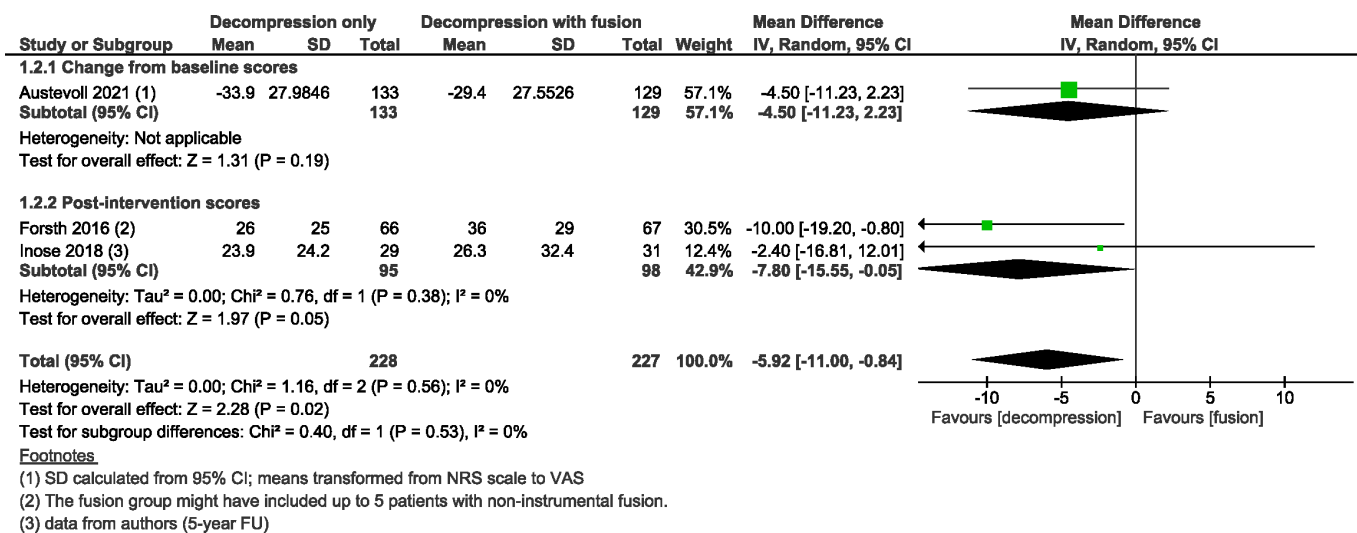 Decompression only Decompression with fusion Mean Difference Mean Difference
Study or Subgroup Mean SD Total Mean SD Total Weight IV, Random, 95% CI IV, Random, 95% CI
1.2.1 Change from baseline scores
Austevoll 2021 (1) -33.9 27.9846 133 -29.4 27.5526 129 57.1% -4.50 [-11.23, 2.23]
Subtotal (95% CI) 133 129 57.1% -4.50 [-11.23, 2.23]
Heterogeneity: Not applicable
Test for overall effect: Z = 1.31 (P = 0.19)
1.2.2 Post-intervention scores
Forsth 2016 (2) 26 25 66 36 29 67 30.5% -10.00 [-19.20, -0.80]
Inose 2018 (3) 23.9 24.2 29 26.3 32.4 31 12.4% -2.40 [-16.81, 12.01]
Subtotal (95% CI) 95 98 42.9% -7.80 [-15.55, -0.05]
Heterogeneity: Tau² = 0.00; Chi² = 0.76, df = 1 (P = 0.38); I² = 0%
Test for overall effect: Z = 1.97 (P = 0.05)
Total (95% CI) 228 227 100.0% -5.92 [-11.00, -0.84]
Heterogeneity: Tau² = 0.00; Chi² = 1.16, df = 2 (P = 0.56); I² = 0%
Test for overall effect: Z = 2.28 (P = 0.02)
Test for subgroup differences: Chi² = 0.40, df = 1 (P = 0.53), I² = 0%
-10 -5 0 5 10
Favours [decompression] Favours [fusion]
Footnotes
(1) SD calculated from 95% CI; means transformed from NRS scale to VAS
(2) The fusion group might have included up to 5 patients with non-instrumental fusion.
(3) data from authors (5-year FU)